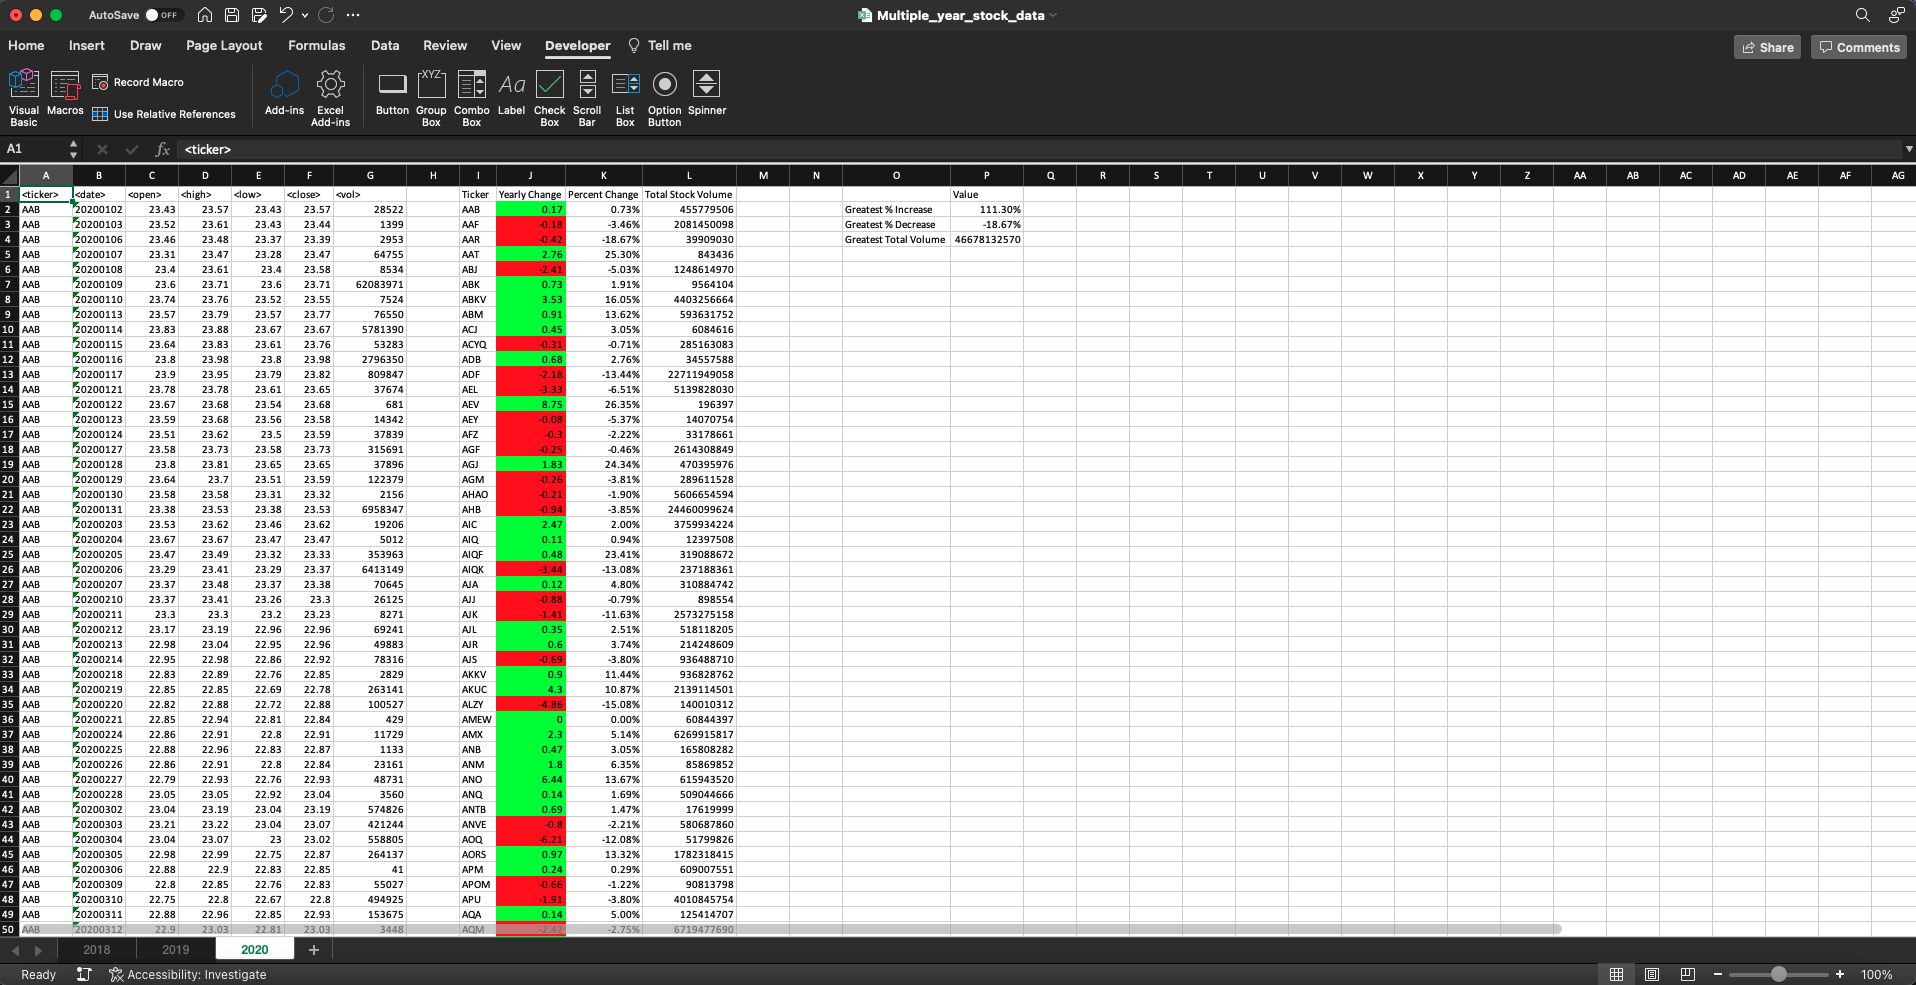 AutoSave OFF Multiple_year_stock_data
Home Insert Draw Page Layout Formulas Data Review View Developer Tell me Share Comments
Visual Basic Macros Record Macro Use Relative References Add-ins Excel Add-ins XYZ Button Group Box Combo Box Aa Label Check Box Scroll Bar List Box Option Button Spinner
A1 fx <ticker>
A B C D E F G H I J K L M N O P Q R S T U V W X Y Z AA AB AC AD AE AF AG
1 <ticker> <date> <open> <high> <low> <close> <vol> Ticker Yearly Change Percent Change Total Stock Volume Value
2 AAB 20200102 23.43 23.57 23.43 23.57 28522 AAB 0.17 0.73% 455779506 Greatest % Increase 111.30%
3 AAB 20200103 23.52 23.61 23.43 23.44 1399 AAF -0.18 -3.46% 2081450098 Greatest % Decrease -18.67%
4 AAB 20200106 23.46 23.48 23.37 23.39 2953 AAR -0.42 -18.67% 39909030 Greatest Total Volume 46678132570
5 AAB 20200107 23.31 23.47 23.28 23.47 64755 AAT 2.76 25.30% 843436
6 AAB 20200108 23.4 23.61 23.4 23.58 8534 ABJ -2.41 -5.03% 1248614970
7 AAB 20200109 23.6 23.71 23.6 23.71 62083971 ABK 0.73 1.91% 9564104
8 AAB 20200110 23.74 23.76 23.52 23.55 7524 ABKV 3.53 16.05% 4403256664
9 AAB 20200113 23.57 23.79 23.57 23.77 76550 ABM 0.91 13.62% 593631752
10 AAB 20200114 23.83 23.88 23.67 23.67 5781390 ACJ 0.45 3.05% 6084616
11 AAB 20200115 23.64 23.83 23.61 23.76 53283 ACYQ -0.31 -0.71% 285163083
12 AAB 20200116 23.8 23.98 23.8 23.98 2796350 ADB 0.68 2.76% 34557588
13 AAB 20200117 23.9 23.95 23.79 23.82 809847 ADF -2.18 -13.44% 22711949058
14 AAB 20200121 23.78 23.78 23.61 23.65 37674 AEL -3.33 -6.51% 5139828030
15 AAB 20200122 23.67 23.68 23.54 23.68 681 AEV 8.75 26.35% 196397
16 AAB 20200123 23.59 23.68 23.56 23.58 14342 AEY -0.08 -5.37% 14070754
17 AAB 20200124 23.51 23.62 23.5 23.59 37839 AFZ -0.3 -2.22% 33178661
18 AAB 20200127 23.58 23.73 23.58 23.73 315691 AGF -0.25 -0.46% 2614308849
19 AAB 20200128 23.8 23.81 23.65 23.65 37896 AGJ 1.83 24.34% 470395976
20 AAB 20200129 23.64 23.7 23.51 23.59 122379 AGM -0.26 -3.81% 289611528
21 AAB 20200130 23.58 23.58 23.31 23.32 2156 AHAO -0.21 -1.90% 5606654594
22 AAB 20200131 23.38 23.53 23.38 23.53 6958347 AHB -0.94 -3.85% 24460099624
23 AAB 20200203 23.53 23.62 23.46 23.62 19206 AIC 2.47 2.00% 3759934224
24 AAB 20200204 23.67 23.67 23.47 23.47 5012 AIQ 0.11 0.94% 12397508
25 AAB 20200205 23.47 23.49 23.32 23.33 353963 AIQF 0.48 23.41% 319088672
26 AAB 20200206 23.29 23.41 23.29 23.37 6413149 AIQK -3.44 -13.08% 237188361
27 AAB 20200207 23.37 23.48 23.37 23.38 70645 AJA 0.12 4.80% 310884742
28 AAB 20200210 23.37 23.41 23.26 23.3 26125 AJJ -0.88 -0.79% 898554
29 AAB 20200211 23.3 23.3 23.2 23.23 8271 AJK -1.41 -11.63% 2573275158
30 AAB 20200212 23.17 23.19 22.96 22.96 69241 AJL 0.35 2.51% 518118205
31 AAB 20200213 22.98 23.04 22.95 22.96 49883 AJR 0.6 3.74% 214248609
32 AAB 20200214 22.95 22.98 22.86 22.92 78316 AJS -0.69 -3.80% 936488710
33 AAB 20200218 22.83 22.89 22.76 22.85 2829 AKKV 0.9 11.44% 936828762
34 AAB 20200219 22.85 22.85 22.69 22.78 263141 AKUC 4.3 10.87% 2139114501
35 AAB 20200220 22.82 22.88 22.72 22.88 100527 ALZY -4.86 -15.08% 140010312
36 AAB 20200221 22.85 22.94 22.81 22.84 429 AMEW 0 0.00% 60844397
37 AAB 20200224 22.86 22.91 22.8 22.91 11729 AMX 2.3 5.14% 6269915817
38 AAB 20200225 22.88 22.96 22.83 22.87 1133 ANB 0.47 3.05% 165808282
39 AAB 20200226 22.86 22.91 22.8 22.84 23161 ANM 1.8 6.35% 85869852
40 AAB 20200227 22.79 22.93 22.76 22.93 48731 ANO 6.44 13.67% 615943520
41 AAB 20200228 23.05 23.05 22.92 23.04 3560 ANQ 0.14 1.69% 509044666
42 AAB 20200302 23.04 23.19 23.04 23.19 574826 ANTB 0.69 1.47% 17619999
43 AAB 20200303 23.21 23.22 23.04 23.07 421244 ANVE -0.8 -2.21% 580687860
44 AAB 20200304 23.04 23.07 23 23.02 558805 AOQ -6.21 -12.08% 51799826
45 AAB 20200305 22.98 22.99 22.75 22.87 264137 AORS 0.97 13.32% 1782318415
46 AAB 20200306 22.88 22.9 22.83 22.85 41 APM 0.24 0.29% 609007551
47 AAB 20200309 22.8 22.85 22.76 22.83 55027 APOM -0.66 -1.22% 90813798
48 AAB 20200310 22.75 22.8 22.67 22.8 494925 APU -1.91 -3.80% 4010845754
49 AAB 20200311 22.88 22.96 22.85 22.93 153675 AQA 0.14 5.00% 125414707
50 AAB 20200312 22.9 23.03 22.81 23.03 3448 AQM -2.42 -2.75% 6719477690
2018 2019 2020
Ready Accessibility: Investigate 100%